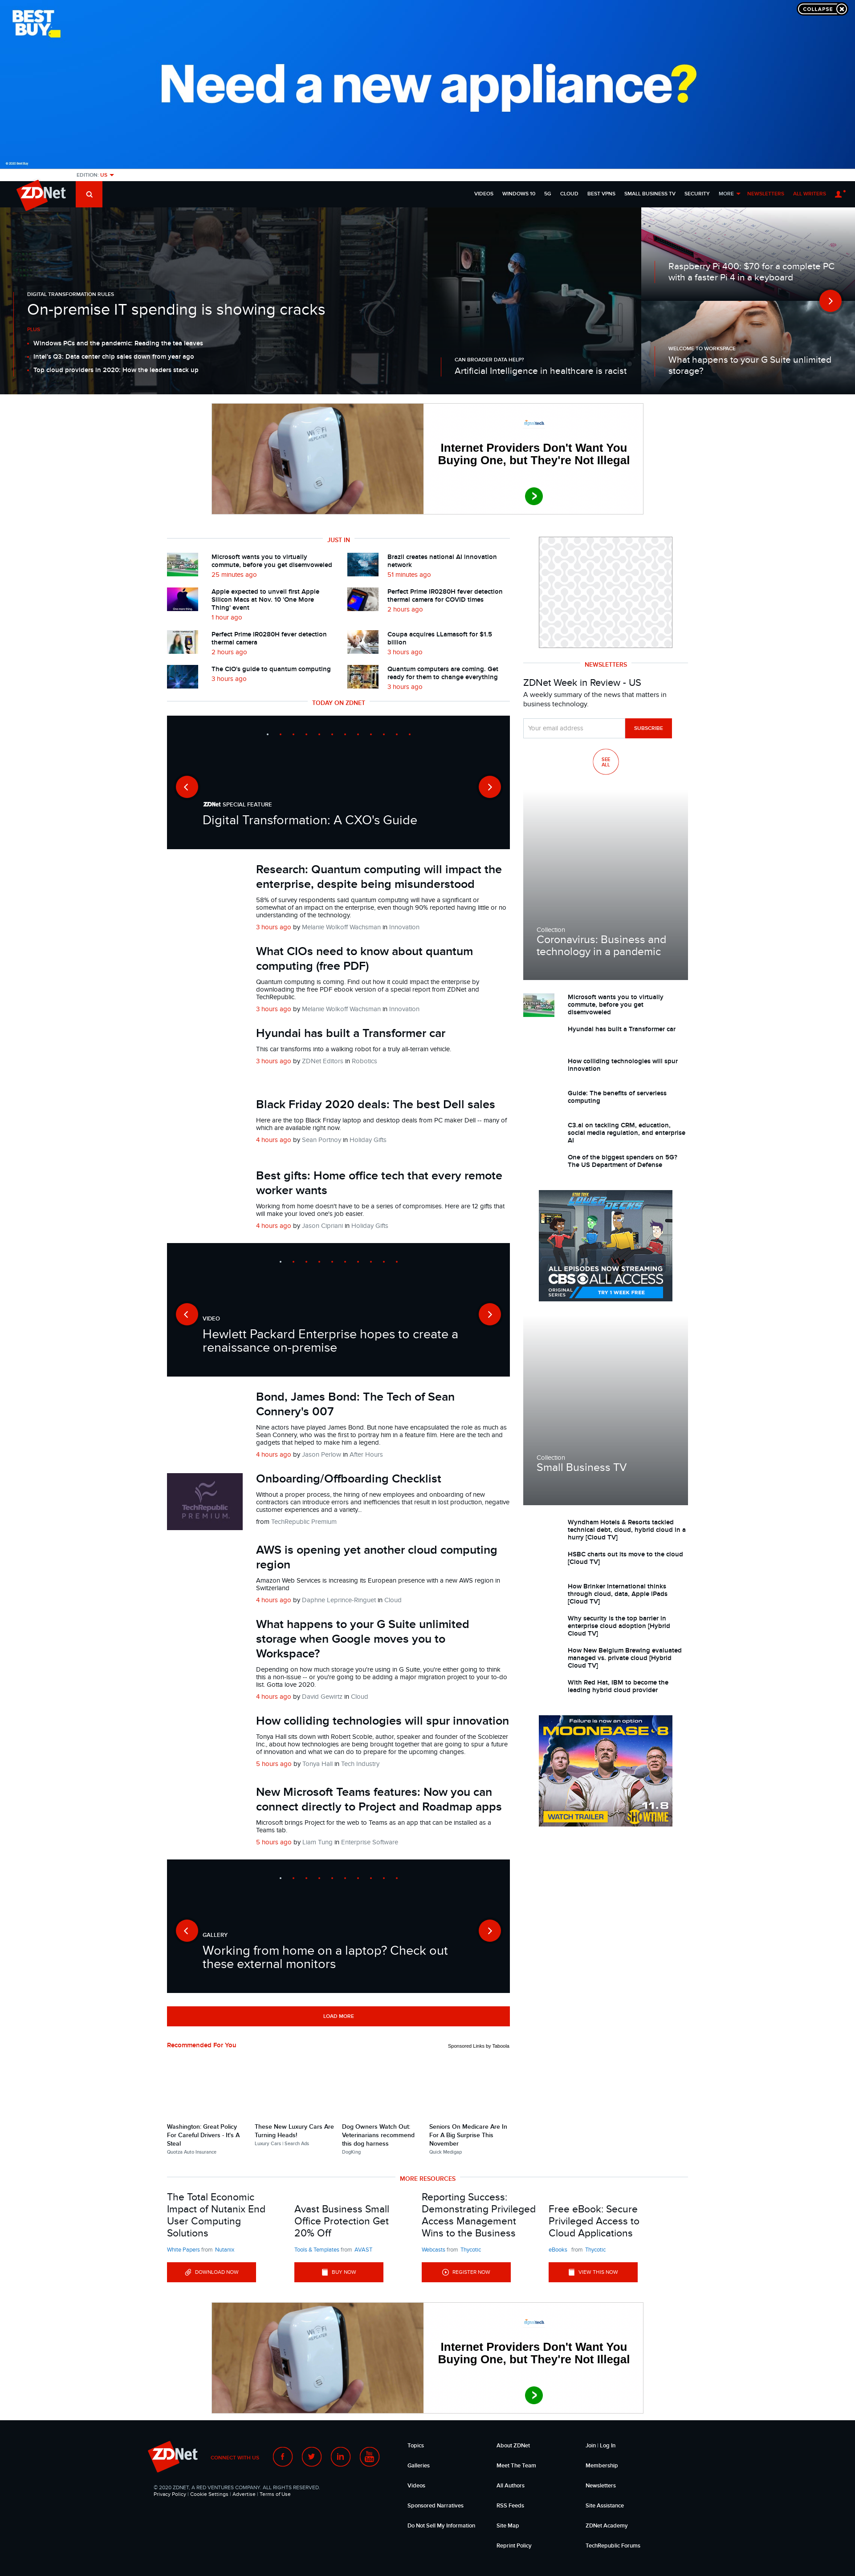 BEST BUY
COLLAPSE
Need a new appliance?
EDITION: US
ZDNet
VIDEOS
WINDOWS 10
5G
CLOUD
BEST VPNS
SMALL BUSINESS TV
SECURITY
MORE
NEWSLETTERS
ALL WRITERS
DIGITAL TRANSFORMATION RULES
On-premise IT spending is showing cracks
PLUS
Windows PCs and the pandemic: Reading the tea leaves
Intel's Q3: Data center chip sales down from year ago
Top cloud providers in 2020: How the leaders stack up
CAN BROADER DATA HELP?
Artificial Intelligence in healthcare is racist
Raspberry Pi 400: $70 for a complete PC
with a faster Pi 4 in a keyboard
WELCOME TO WORKSPACE
What happens to your G Suite unlimited
storage?
WiFi
REPEATER
Internet Providers Don't Want You
Buying One, but They're Not Illegal
JUST IN
Microsoft wants you to virtually
commute, before you get disemvoweled
25 minutes ago
Brazil creates national AI innovation
network
51 minutes ago
Apple expected to unveil first Apple
Silicon Macs at Nov. 10 'One More
Thing' event
1 hour ago
Perfect Prime IR0280H fever detection
thermal camera for COVID times
2 hours ago
Perfect Prime IR0280H fever detection
thermal camera
2 hours ago
Coupa acquires LLamasoft for $1.5
billion
3 hours ago
The CIO's guide to quantum computing
3 hours ago
Quantum computers are coming. Get
ready for them to change everything
3 hours ago
TODAY ON ZDNET
ZDNet SPECIAL FEATURE
Digital Transformation: A CXO's Guide
Research: Quantum computing will impact the
enterprise, despite being misunderstood
58% of survey respondents said quantum computing will have a significant or
somewhat of an impact on the enterprise, even though 90% reported having little or no
understanding of the technology.
3 hours ago by Melanie Wolkoff Wachsman in Innovation
What CIOs need to know about quantum
computing (free PDF)
Quantum computing is coming. Find out how it could impact the enterprise by
downloading the free PDF ebook version of a special report from ZDNet and
TechRepublic.
3 hours ago by Melanie Wolkoff Wachsman in Innovation
Hyundai has built a Transformer car
This car transforms into a walking robot for a truly all-terrain vehicle.
3 hours ago by ZDNet Editors in Robotics
Black Friday 2020 deals: The best Dell sales
Here are the top Black Friday laptop and desktop deals from PC maker Dell -- many of
which are available right now.
4 hours ago by Sean Portnoy in Holiday Gifts
Best gifts: Home office tech that every remote
worker wants
Working from home doesn't have to be a series of compromises. Here are 12 gifts that
will make your loved one's job easier.
4 hours ago by Jason Cipriani in Holiday Gifts
VIDEO
Hewlett Packard Enterprise hopes to create a
renaissance on-premise
Bond, James Bond: The Tech of Sean
Connery's 007
Nine actors have played James Bond. But none have encapsulated the role as much as
Sean Connery, who was the first to portray him in a feature film. Here are the tech and
gadgets that helped to make him a legend.
4 hours ago by Jason Perlow in After Hours
TechRepublic
PREMIUM.
Onboarding/Offboarding Checklist
Without a proper process, the hiring of new employees and onboarding of new
contractors can introduce errors and inefficiencies that result in lost production, negative
customer experiences and a variety...
from TechRepublic Premium
AWS is opening yet another cloud computing
region
Amazon Web Services is increasing its European presence with a new AWS region in
Switzerland
4 hours ago by Daphne Leprince-Ringuet in Cloud
What happens to your G Suite unlimited
storage when Google moves you to
Workspace?
Depending on how much storage you're using in G Suite, you're either going to think
this a non-issue -- or you're going to be adding a major migration project to your to-do
list. Gotta love 2020.
4 hours ago by David Gewirtz in Cloud
How colliding technologies will spur innovation
Tonya Hall sits down with Robert Scoble, author, speaker and founder of the Scobleizer
Inc., about how technologies are being brought together that are going to spur a future
of innovation and what we can do to prepare for the upcoming changes.
5 hours ago by Tonya Hall in Tech Industry
New Microsoft Teams features: Now you can
connect directly to Project and Roadmap apps
Microsoft brings Project for the web to Teams as an app that can be installed as a
Teams tab.
5 hours ago by Liam Tung in Enterprise Software
GALLERY
Working from home on a laptop? Check out
these external monitors
LOAD MORE
NEWSLETTERS
ZDNet Week in Review - US
A weekly summary of the news that matters in
business technology.
Your email address
SUBSCRIBE
SEE
ALL
Collection
Coronavirus: Business and
technology in a pandemic
Microsoft wants you to virtually
commute, before you get
disemvoweled
Hyundai has built a Transformer car
How colliding technologies will spur
innovation
Guide: The benefits of serverless
computing
C3.ai on tackling CRM, education,
social media regulation, and enterprise
AI
One of the biggest spenders on 5G?
The US Department of Defense
STAR TREK
LOWER DECKS
ALL EPISODES NOW STREAMING
CBS ALL ACCESS
ORIGINAL
SERIES
TRY 1 WEEK FREE
Collection
Small Business TV
Wyndham Hotels & Resorts tackled
technical debt, cloud, hybrid cloud in a
hurry [Cloud TV]
HSBC charts out its move to the cloud
[Cloud TV]
How Brinker International thinks
through cloud, data, Apple iPads
[Cloud TV]
Why security is the top barrier in
enterprise cloud adoption [Hybrid
Cloud TV]
How New Belgium Brewing evaluated
managed vs. private cloud [Hybrid
Cloud TV]
With Red Hat, IBM to become the
leading hybrid cloud provider
Failure is now an option
MOONBASE 8
11.8
WATCH TRAILER
SHOWTIME
Recommended For You
Sponsored Links by Taboola
Washington: Great Policy
For Careful Drivers - It's A
Steal
Quotza Auto Insurance
These New Luxury Cars Are
Turning Heads!
Luxury Cars | Search Ads
Dog Owners Watch Out:
Veterinarians recommend
this dog harness
DogKing
Seniors On Medicare Are In
For A Big Surprise This
November
Quick Medigap
MORE RESOURCES
The Total Economic
Impact of Nutanix End
User Computing
Solutions
White Papers from Nutanix
DOWNLOAD NOW
Avast Business Small
Office Protection Get
20% Off
Tools & Templates from AVAST
BUY NOW
Reporting Success:
Demonstrating Privileged
Access Management
Wins to the Business
Webcasts from Thycotic
REGISTER NOW
Free eBook: Secure
Privileged Access to
Cloud Applications
eBooks from Thycotic
VIEW THIS NOW
WiFi
REPEATER
Internet Providers Don't Want You
Buying One, but They're Not Illegal
ZDNet
CONNECT WITH US
© 2020 ZDNET, A RED VENTURES COMPANY. ALL RIGHTS RESERVED.
Privacy Policy | Cookie Settings | Advertise | Terms of Use
Topics
Galleries
Videos
Sponsored Narratives
Do Not Sell My Information
About ZDNet
Meet The Team
All Authors
RSS Feeds
Site Map
Reprint Policy
Join | Log In
Membership
Newsletters
Site Assistance
ZDNet Academy
TechRepublic Forums